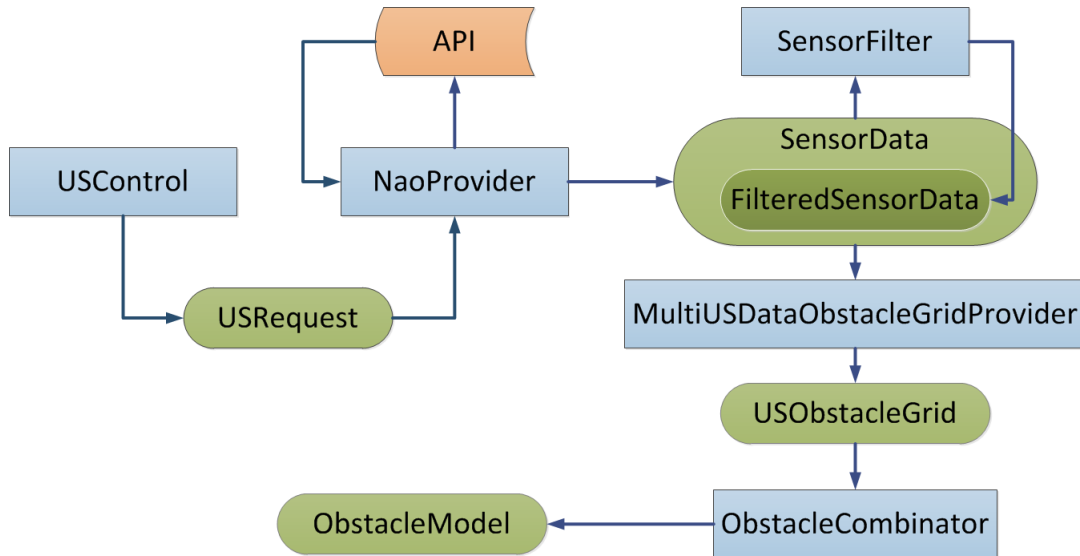 API
SensorFilter
SensorData
USControl
NaoProvider
FilteredSensorData
USRequest
MultiUSDataObstacleGridProvider
USObstacleGrid
ObstacleModel
ObstacleCombinator